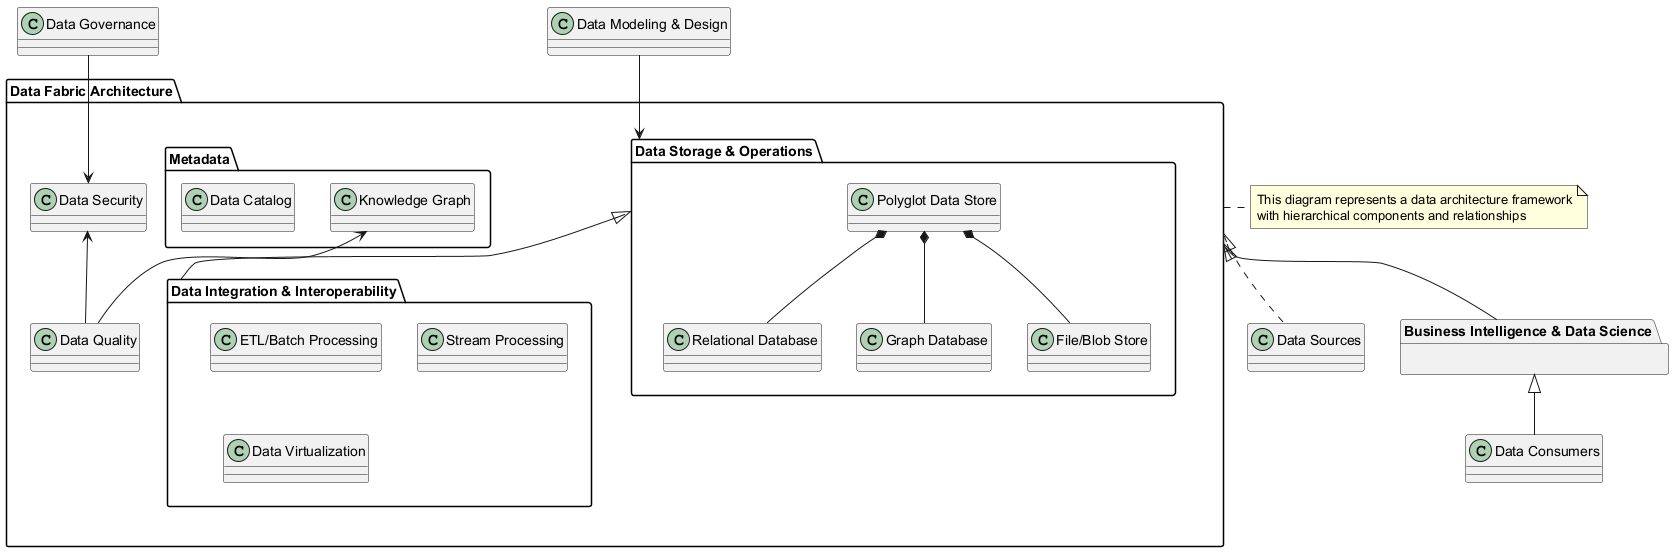 C Data Governance
C Data Modeling & Design
Data Fabric Architecture
Data Storage & Operations
Metadata
C Data Security
C Data Catalog
C Knowledge Graph
C Polyglot Data Store
This diagram represents a data architecture framework
with hierarchical components and relationships
Data Integration & Interoperability
C Data Quality
C ETL/Batch Processing
C Stream Processing
C Relational Database
C Graph Database
C File/Blob Store
C Data Sources
Business Intelligence & Data Science
C Data Virtualization
C Data Consumers